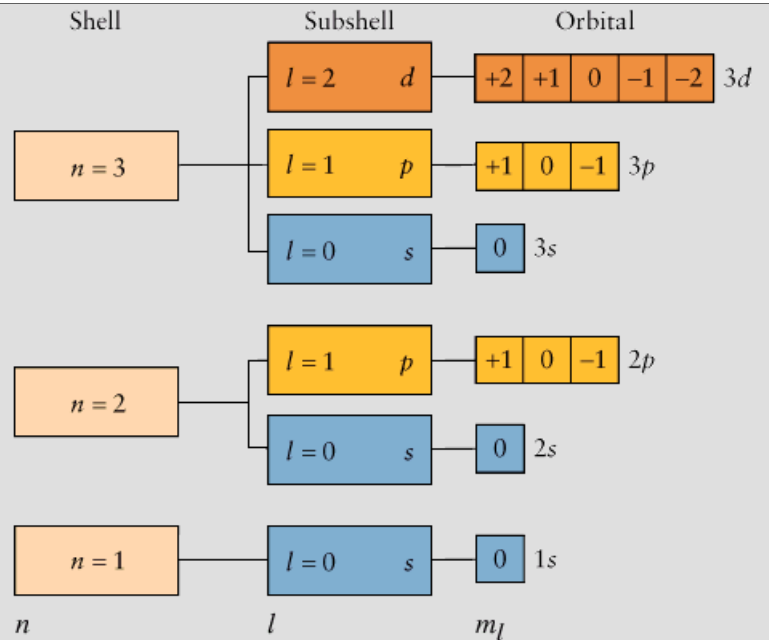 Shell Subshell Orbital
l = 2 d +2 +1 0 –1 –2 3d
n = 3 l = 1 p +1 0 –1 3p
l = 0 s 0 3s
l = 1 p +1 0 –1 2p
n = 2
l = 0 s 0 2s
n = 1 l = 0 s 0 1s
n l m_l